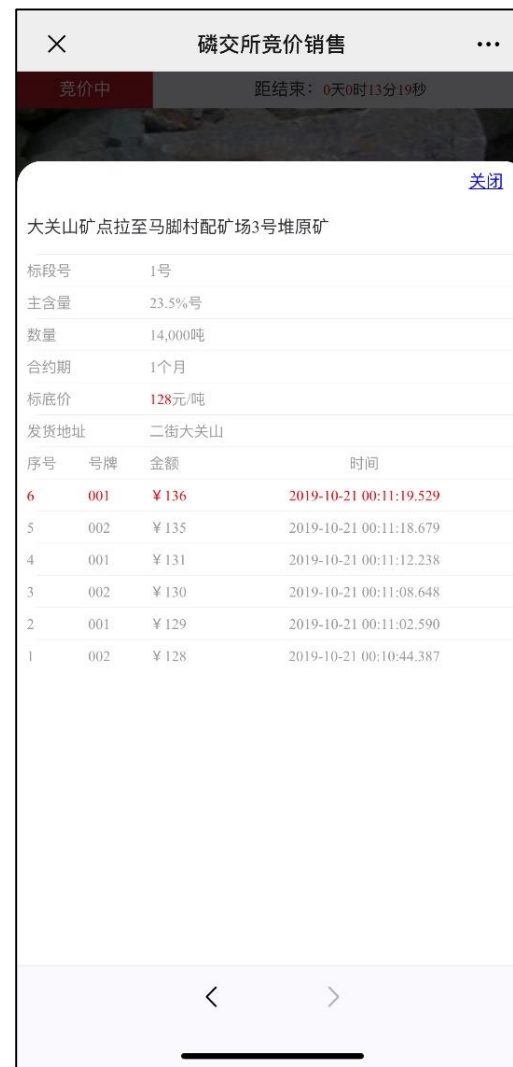 磷交所竞价销售
竞价中 距结束：0天0时13分19秒
关闭
大关山矿点拉至马脚村配矿场3号堆原矿
标段号 1号
主含量 23.5%号
数量 14,000吨
合约期 1个月
标底价 128元/吨
发货地址 二街大关山
序号 号牌 金额 时间
6 001 ￥136 2019-10-21 00:11:19.529
5 002 ￥135 2019-10-21 00:11:18.679
4 001 ￥131 2019-10-21 00:11:12.238
3 002 ￥130 2019-10-21 00:11:08.648
2 001 ￥129 2019-10-21 00:11:02.590
1 002 ￥128 2019-10-21 00:10:44.387